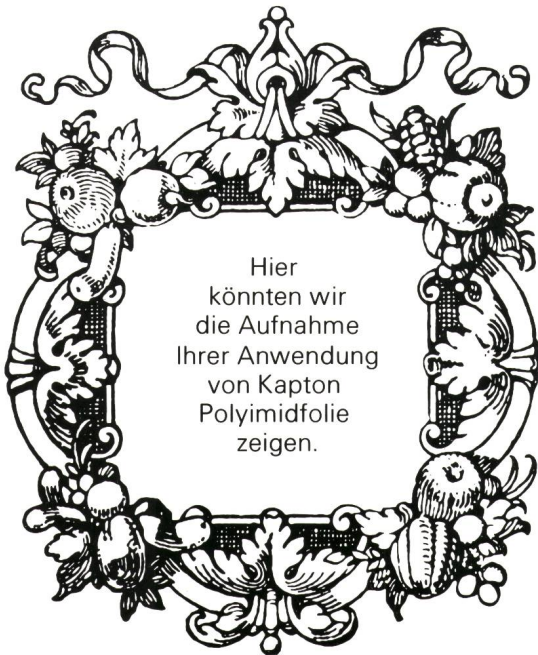 Hier
könnten wir
die Aufnahme
Ihrer Anwendung
von Kapton
Polyimidfolie
zeigen.